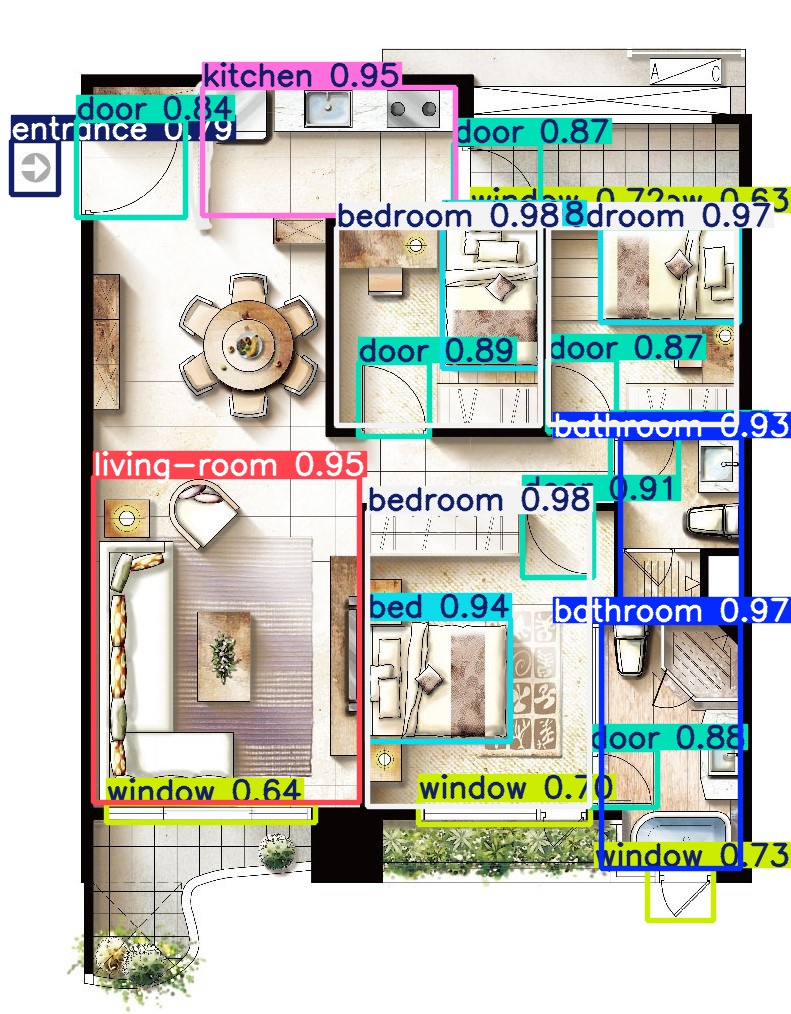 A C
kitchen 0.95
door 0.84
entrance 0.79
door 0.87
window 0.72
0.63
bedroom 0.98
8
droom 0.97
door 0.89
door 0.87
bathroom 0.93
living-room 0.95
door 0.91
bedroom 0.98
bed 0.94
bathroom 0.97
door 0.88
window 0.64
window 0.70
window 0.73